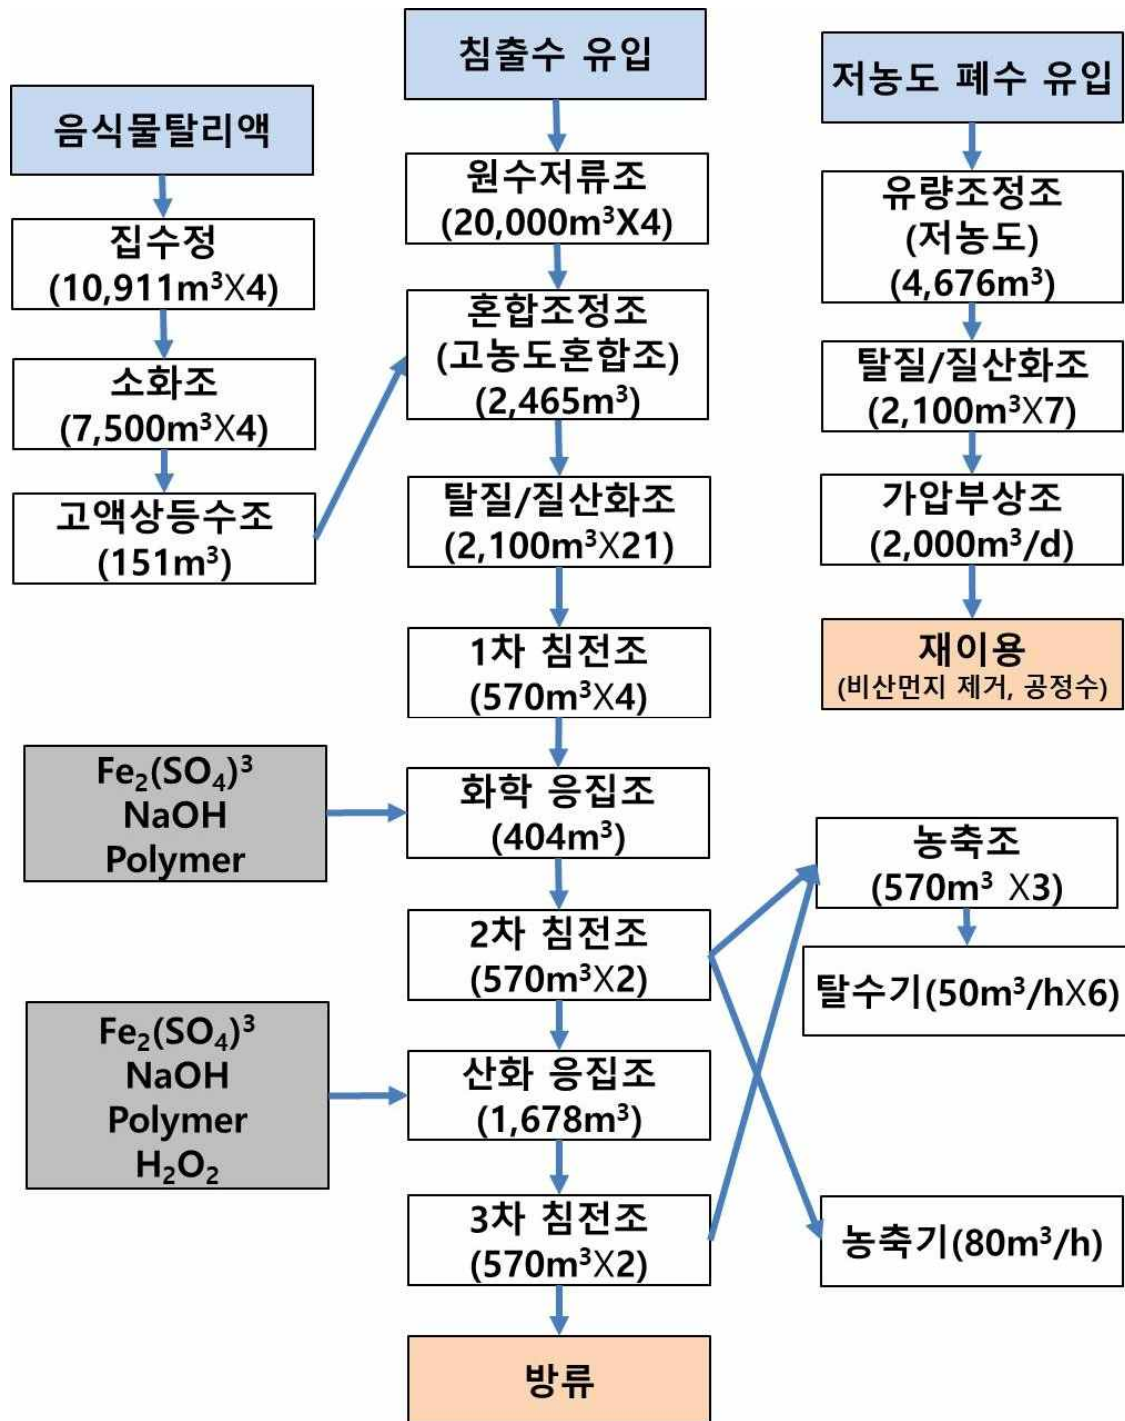 음식물탈리액
집수정
(10,911m³X4)
소화조
(7,500m³X4)
고액상등수조
(151m³)
침출수 유입
원수저류조
(20,000m³X4)
혼합조정조
(고농도혼합조)
(2,465m³)
탈질/질산화조
(2,100m³X21)
1차 침전조
(570m³X4)
Fe₂(SO₄)³
NaOH
Polymer
화학 응집조
(404m³)
2차 침전조
(570m³X2)
Fe₂(SO₄)³
NaOH
Polymer
H₂O₂
산화 응집조
(1,678m³)
3차 침전조
(570m³X2)
방류
저농도 폐수 유입
유량조정조
(저농도)
(4,676m³)
탈질/질산화조
(2,100m³X7)
가압부상조
(2,000m³/d)
재이용
(비산먼지 제거, 공정수)
농축조
(570m³ X3)
탈수기(50m³/hX6)
농축기(80m³/h)